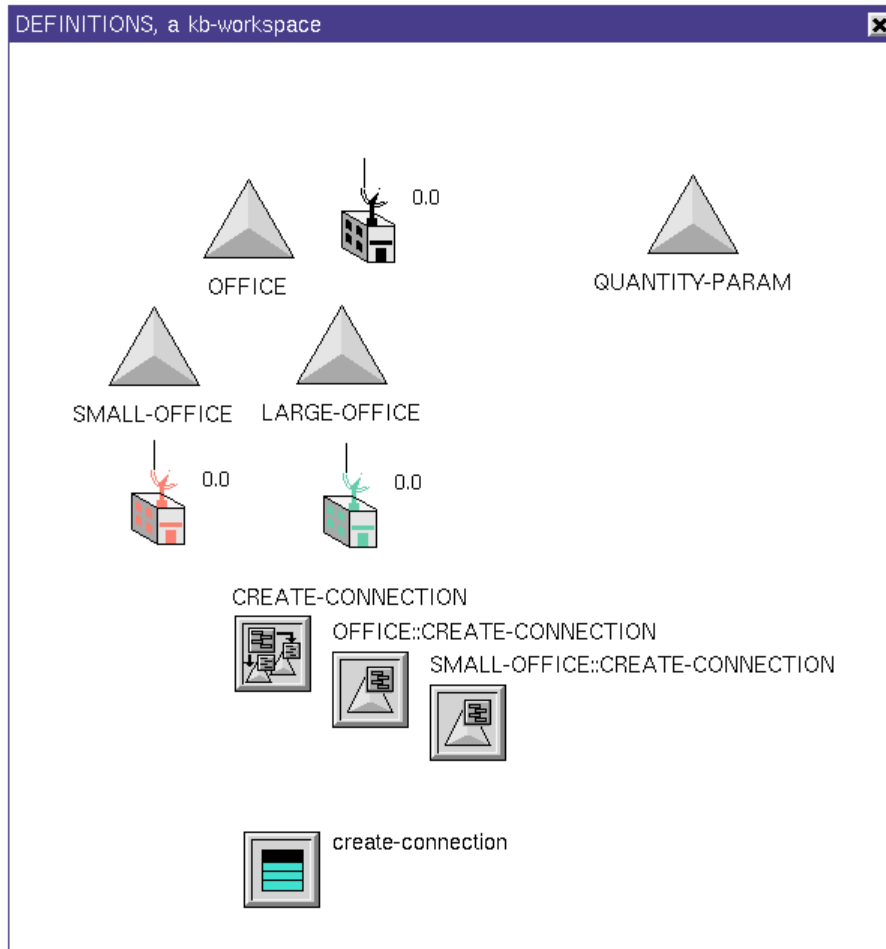 DEFINITIONS, a kb-workspace
0.0
OFFICE
QUANTITY-PARAM
SMALL-OFFICE
LARGE-OFFICE
0.0
0.0
CREATE-CONNECTION
OFFICE::CREATE-CONNECTION
SMALL-OFFICE::CREATE-CONNECTION
create-connection